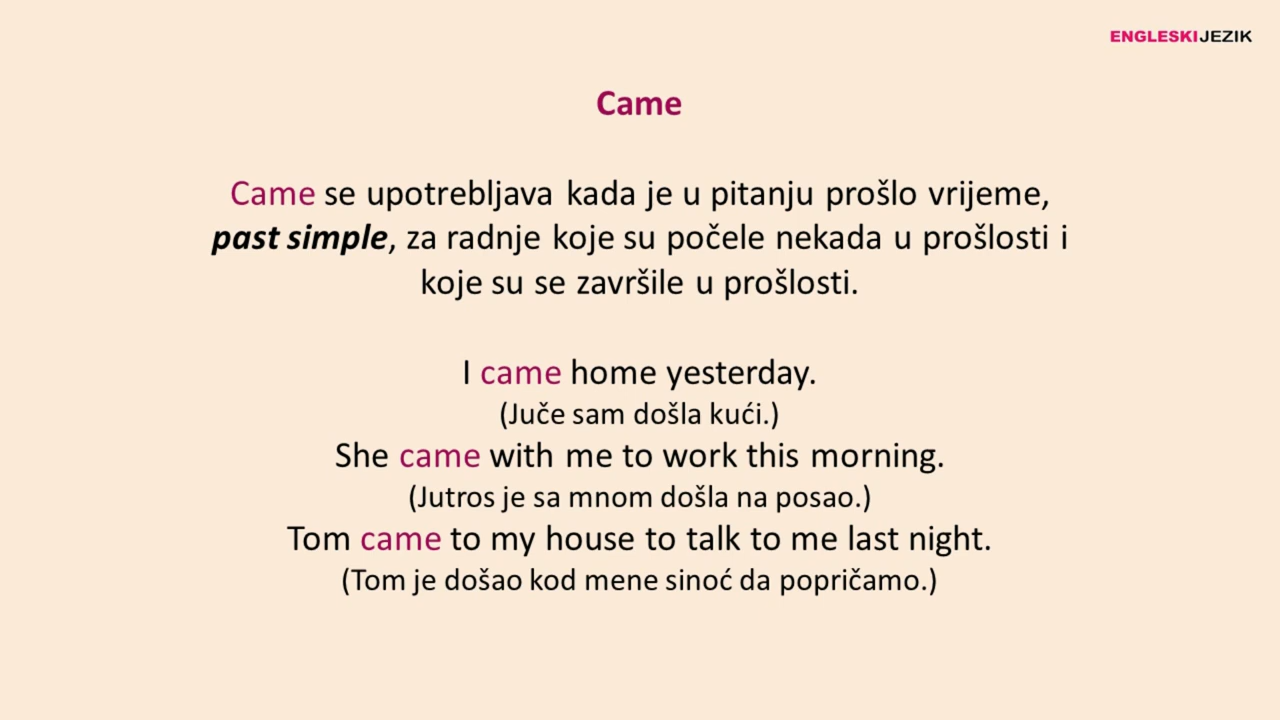 ENGLESKIJEZIK
Came
Came se upotrebljava kada je u pitanju prošlo vrijeme,
past simple, za radnje koje su počele nekada u prošlosti i
koje su se završile u prošlosti.
I came home yesterday.
(Juče sam došla kući.)
She came with me to work this morning.
(Jutros je sa mnom došla na posao.)
Tom came to my house to talk to me last night.
(Tom je došao kod mene sinoć da popričamo.)